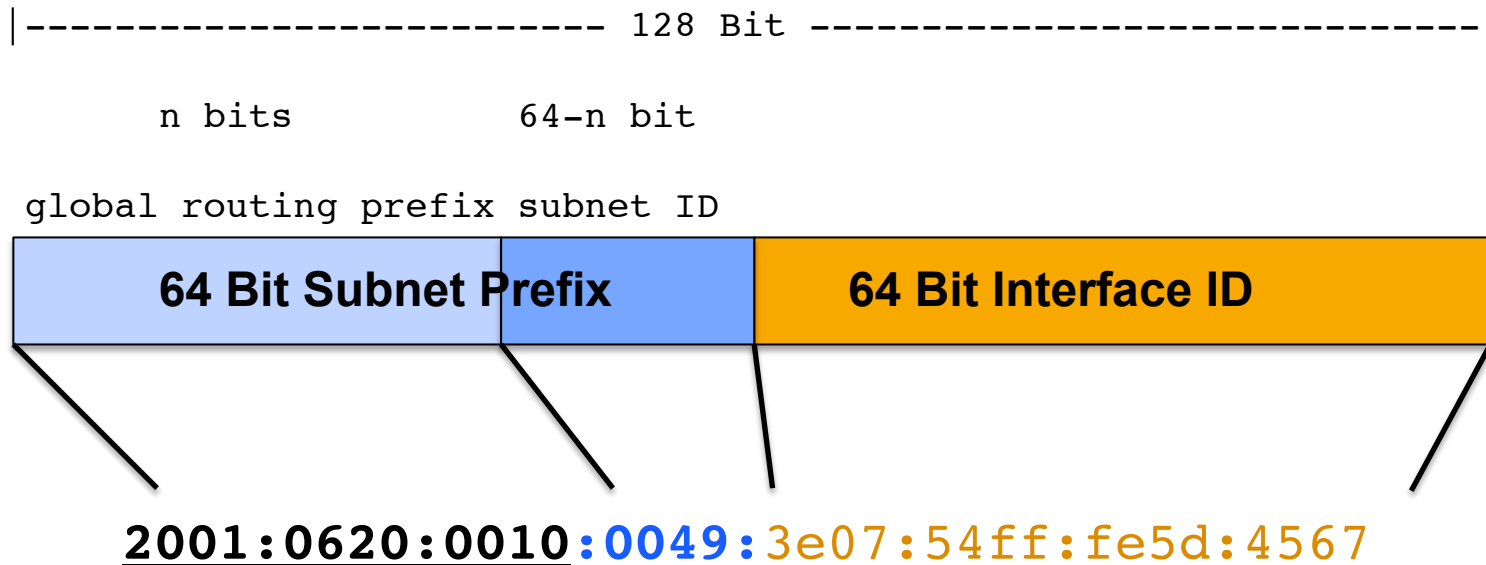 |-------------------------- 128 Bit ------------------------------
n bits 64-n bit
global routing prefix subnet ID
64 Bit Subnet Prefix 64 Bit Interface ID
2001:0620:0010:0049:3e07:54ff:fe5d:4567